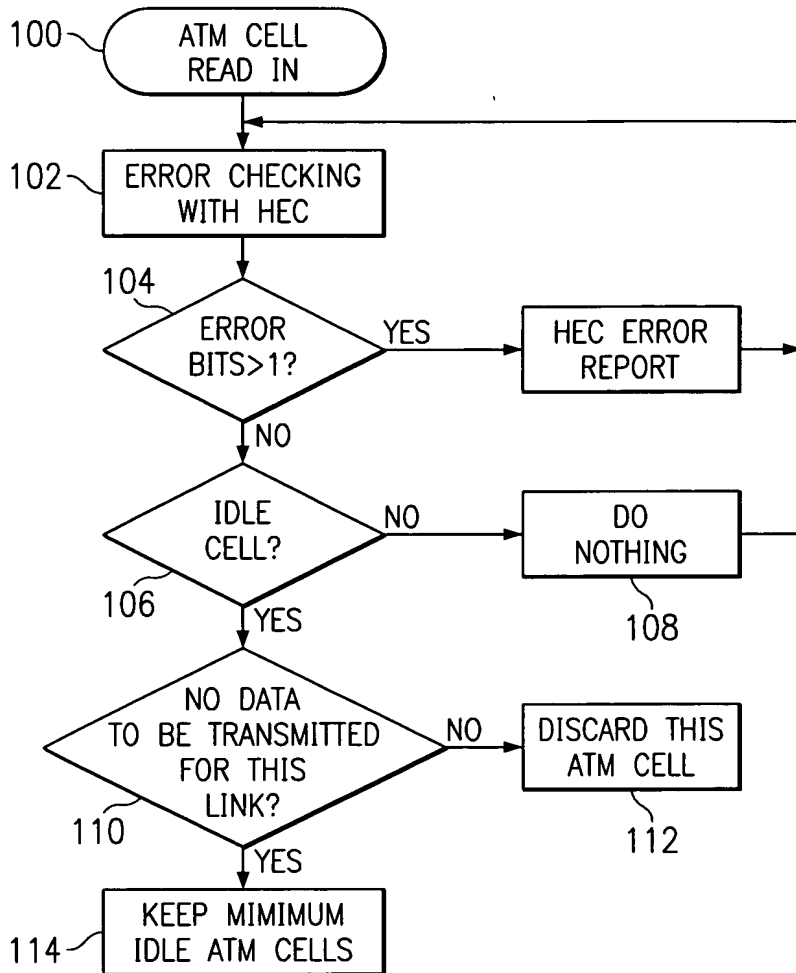 100
ATM CELL
READ IN
102
ERROR CHECKING
WITH HEC
104
ERROR
BITS>1?
YES
HEC ERROR
REPORT
NO
IDLE
CELL?
106
NO
DO
NOTHING
108
YES
NO DATA
TO BE TRANSMITTED
FOR THIS
LINK?
110
NO
DISCARD THIS
ATM CELL
112
YES
KEEP MIMIMUM
IDLE ATM CELLS
114